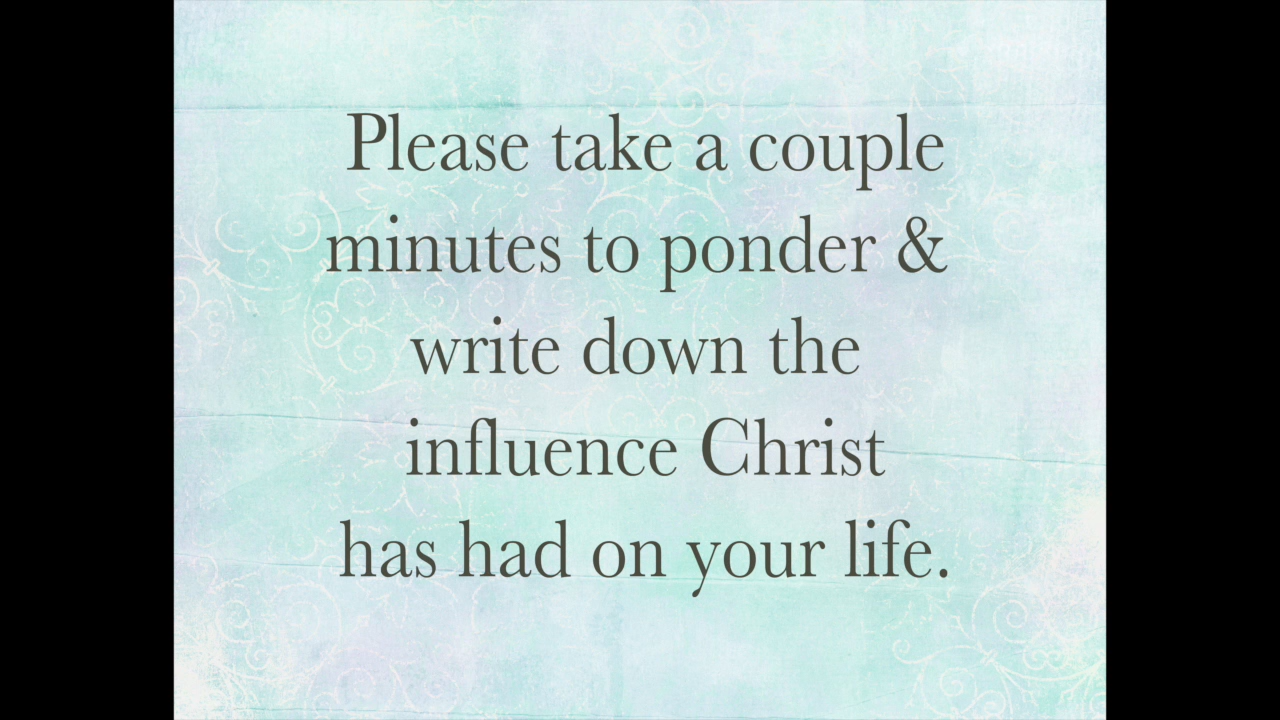 Please take a couple
minutes to ponder &
write down the
influence Christ
has had on your life.